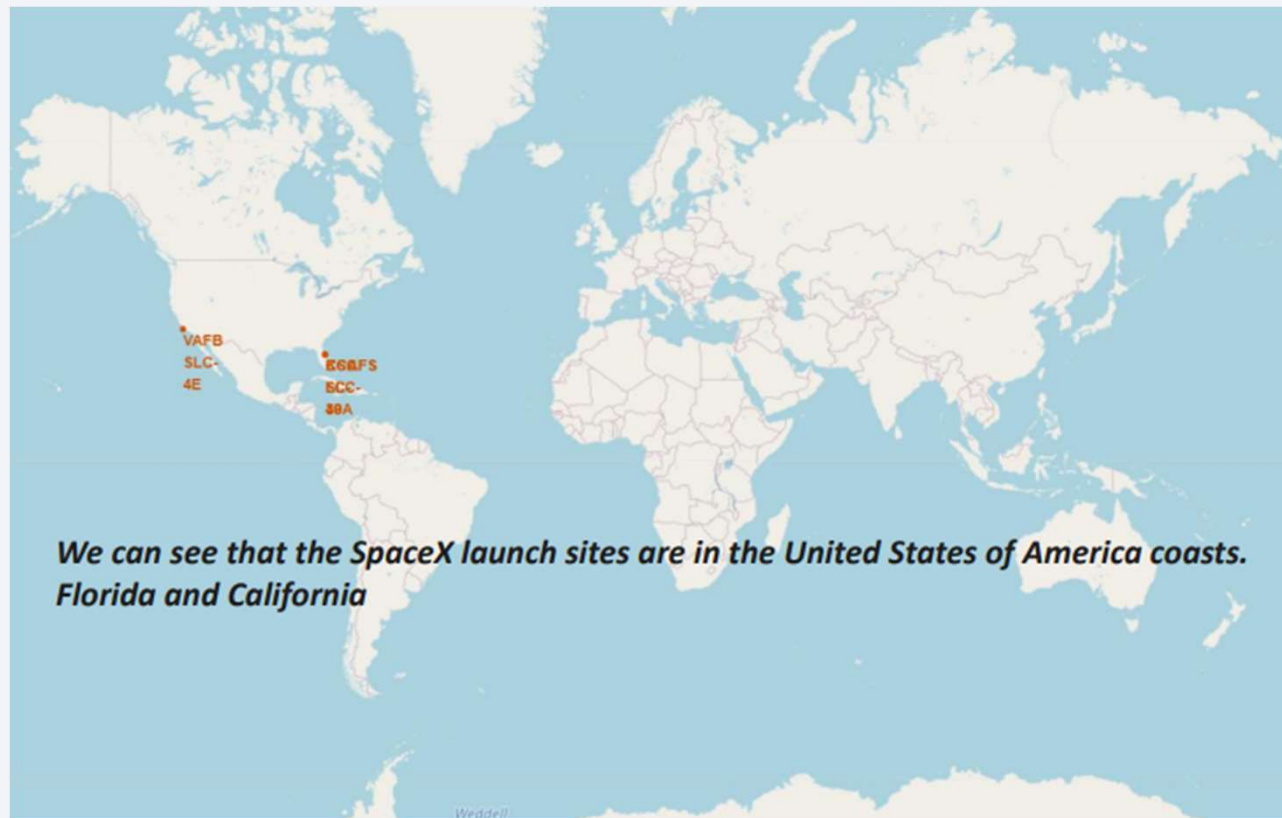 VAFB
SLC-
4E
We can see that the SpaceX launch sites are in the United States of America coasts.
Florida and California
Weddell